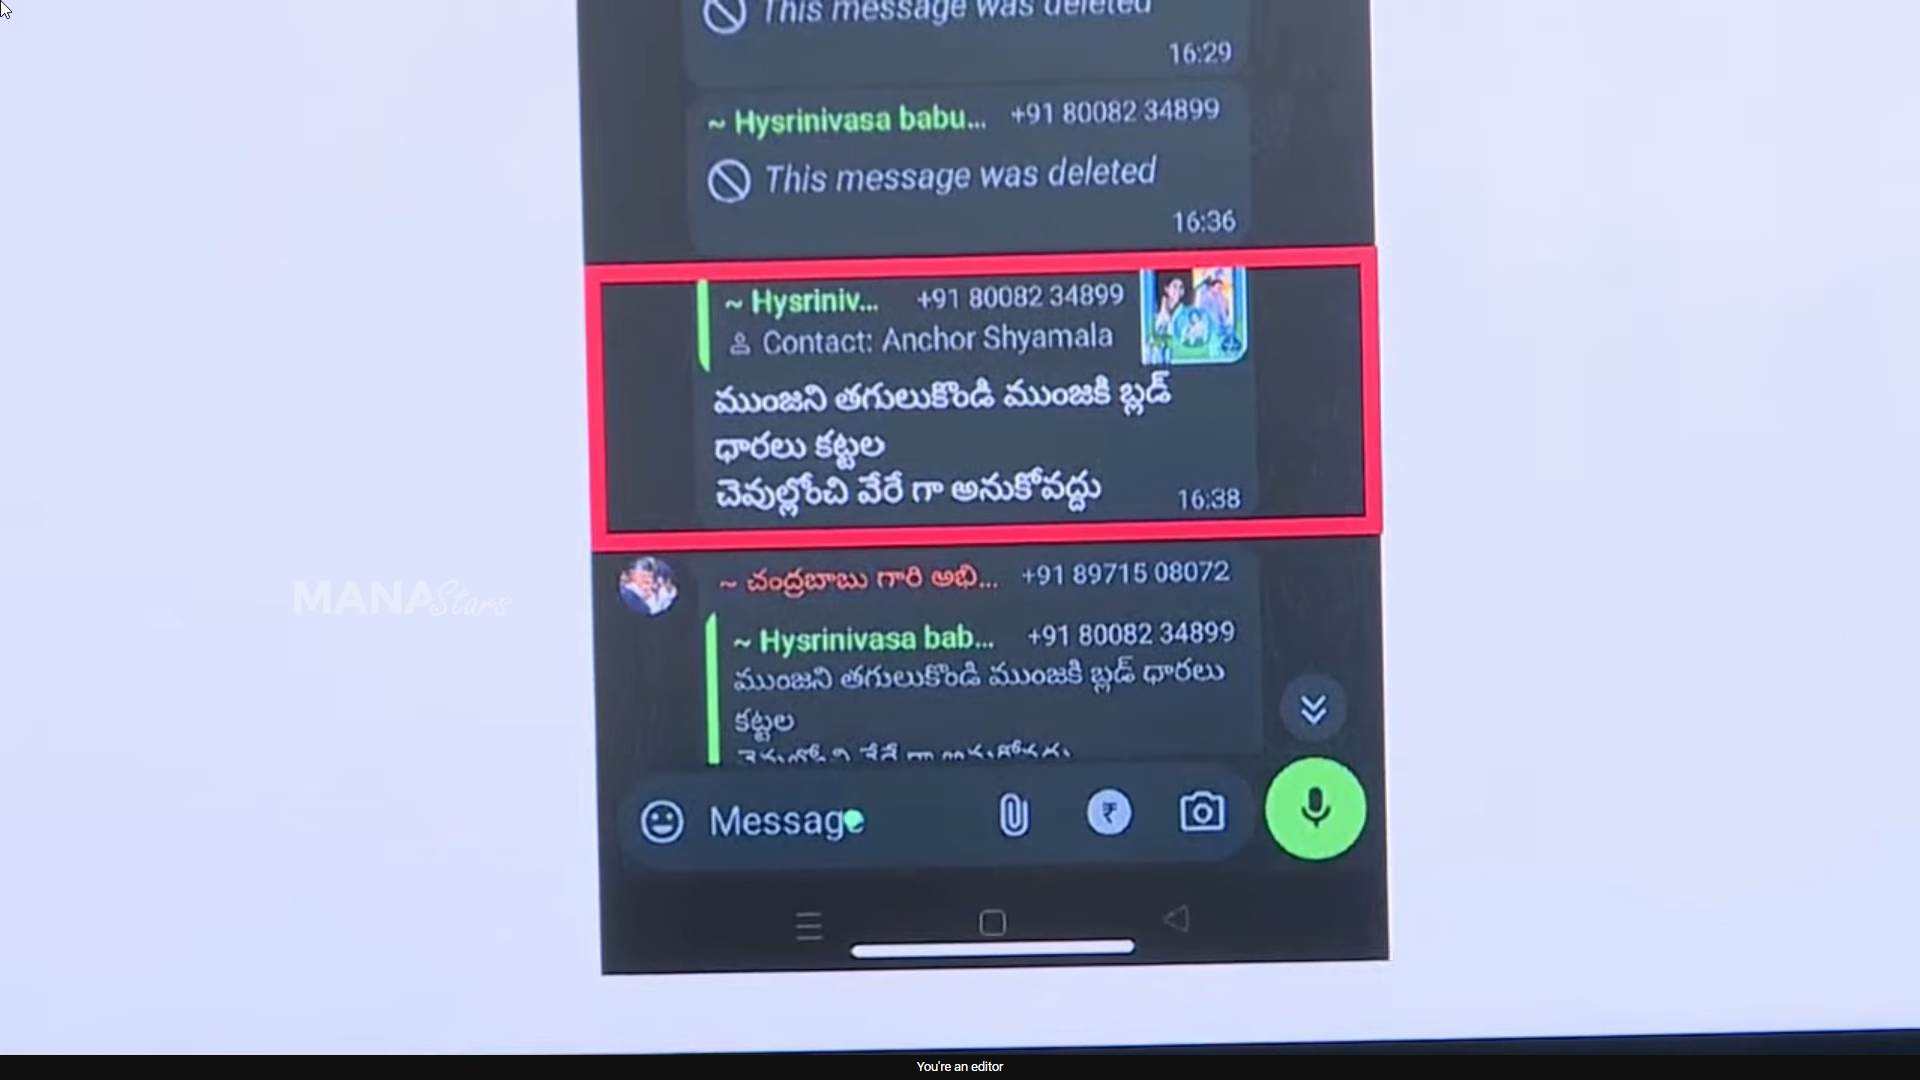 This message was deleted
16:29
~ Hysrinivasa babu... +91 80082 34899
This message was deleted
16:36
~ Hysriniv... +91 80082 34899
Contact: Anchor Shyamala
ముంజని తగులుకొండి ముంజకి బ్లడ్
ధారలు కట్టల
చెవుల్లోంచి వేరే గా అనుకోవద్దు
16:38
~ చంద్రబాబు గారి అభి... +91 89715 08072
~ Hysrinivasa bab... +91 80082 34899
ముంజని తగులుకొండి ముంజకి బ్లడ్ ధారలు
కట్టల
చెవుల్లోంచి వేరే గా అనుకోవద్దు
MANA Stars
Message
You're an editor